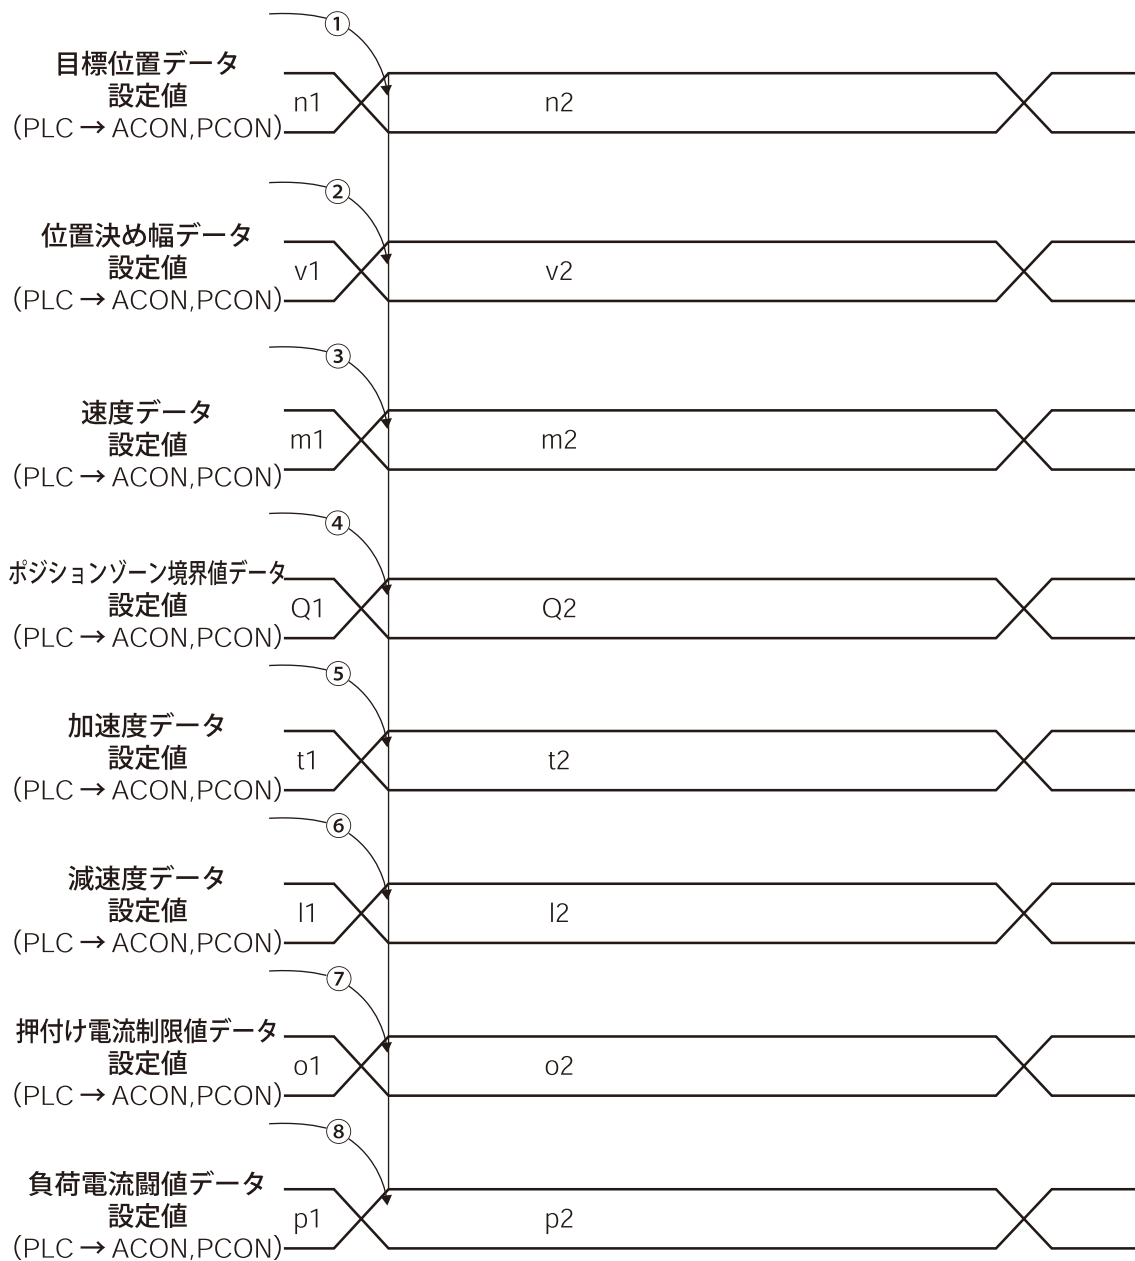 ①
目標位置データ
設定値
(PLC → ACON,PCON)
n1 n2
②
位置決め幅データ
設定値
(PLC → ACON,PCON)
v1 v2
③
速度データ
設定値
(PLC → ACON,PCON)
m1 m2
④
ポジションゾーン境界値データ
設定値
(PLC → ACON,PCON)
Q1 Q2
⑤
加速度データ
設定値
(PLC → ACON,PCON)
t1 t2
⑥
減速度データ
設定値
(PLC → ACON,PCON)
l1 l2
⑦
押付け電流制限値データ
設定値
(PLC → ACON,PCON)
o1 o2
⑧
負荷電流闘値データ
設定値
(PLC → ACON,PCON)
p1 p2